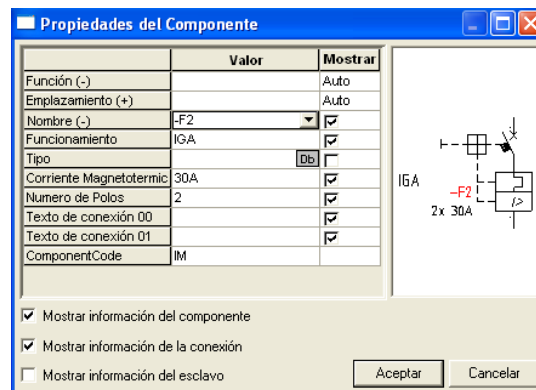 Propiedades del Componente
Valor Mostrar
Función (-) Auto
Emplazamiento (+) Auto
Nombre (-) -F2
Funcionamiento IGA
Tipo Db
Corriente Magnetotermic 30A
Numero de Polos 2
Texto de conexión 00
Texto de conexión 01
ComponentCode IM
IGA
-F2
2x 30A
I>
Mostrar información del componente
Mostrar información de la conexión
Mostrar información del esclavo
Aceptar Cancelar